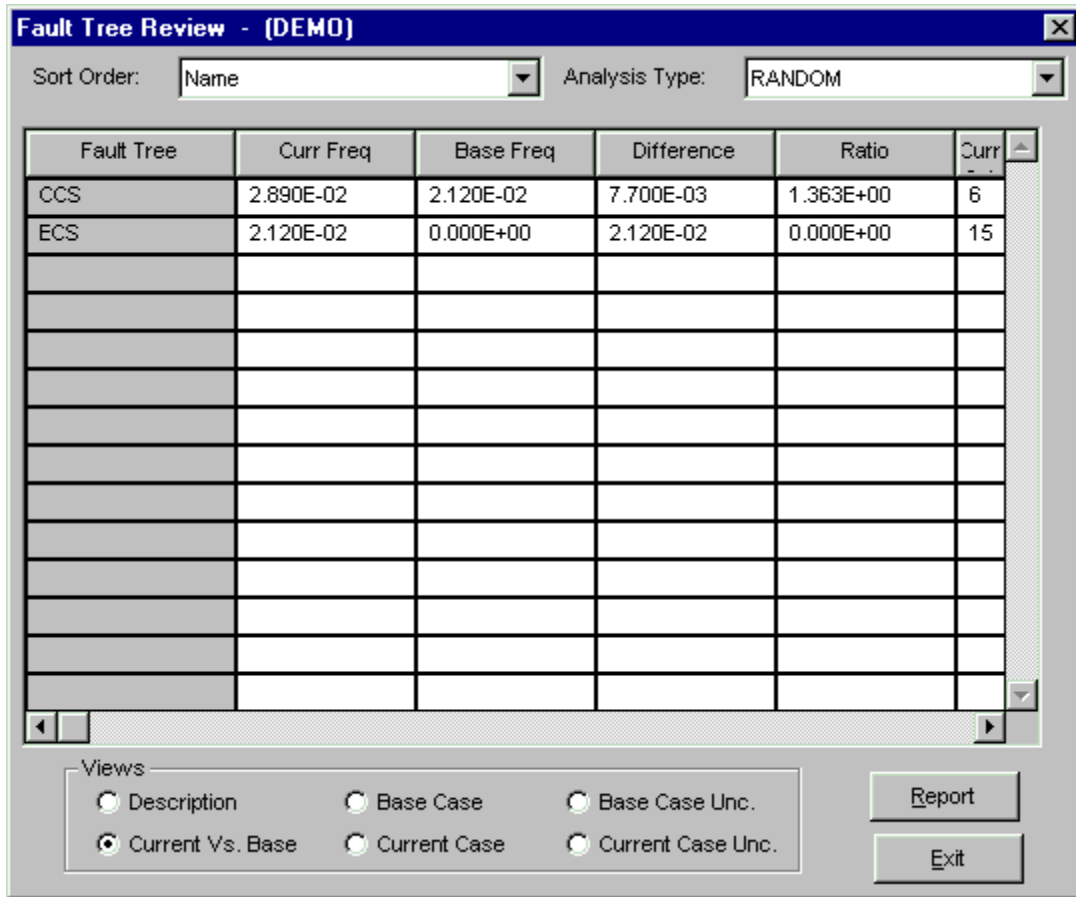 Fault Tree Review - (DEMO)
Sort Order: Name Analysis Type: RANDOM
Fault Tree Curr Freq Base Freq Difference Ratio Curr
CCS 2.890E-02 2.120E-02 7.700E-03 1.363E+00 6
ECS 2.120E-02 0.000E+00 2.120E-02 0.000E+00 15
Views
Description Base Case Base Case Unc.
Current Vs. Base Current Case Current Case Unc.
Report
Exit